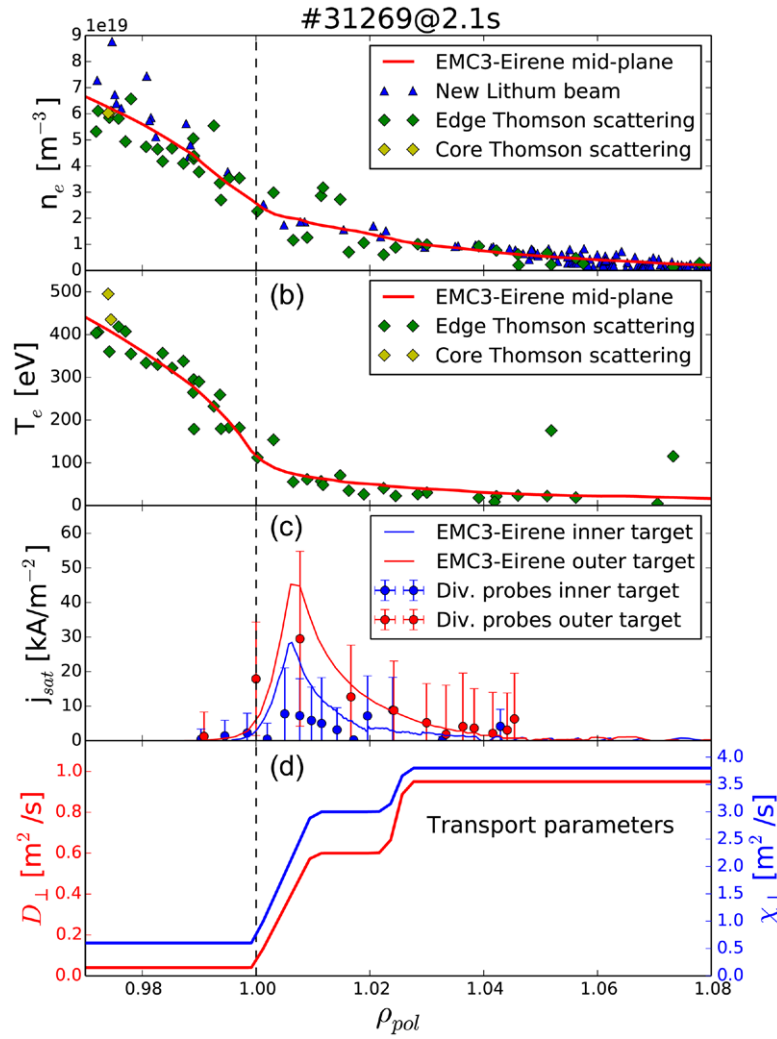 #31269@2.1s
1e19
9
8
7
6
5
4
3
2
1
0
n_e [m^{-3}]
EMC3-Eirene mid-plane
New Lithum beam
Edge Thomson scattering
Core Thomson scattering
500
400
300
200
100
0
T_e [eV]
(b)
EMC3-Eirene mid-plane
Edge Thomson scattering
Core Thomson scattering
60
50
40
30
20
10
0
j_{sat} [kA/m^{-2}]
(c)
EMC3-Eirene inner target
EMC3-Eirene outer target
Div. probes inner target
Div. probes outer target
1.0
0.8
0.6
0.4
0.2
0.0
D_⊥ [m^2/s]
(d)
Transport parameters
4.0
3.5
3.0
2.5
2.0
1.5
1.0
0.5
0.0
χ_⊥ [m^2/s]
0.98 1.00 1.02 1.04 1.06 1.08
ρ_{pol}